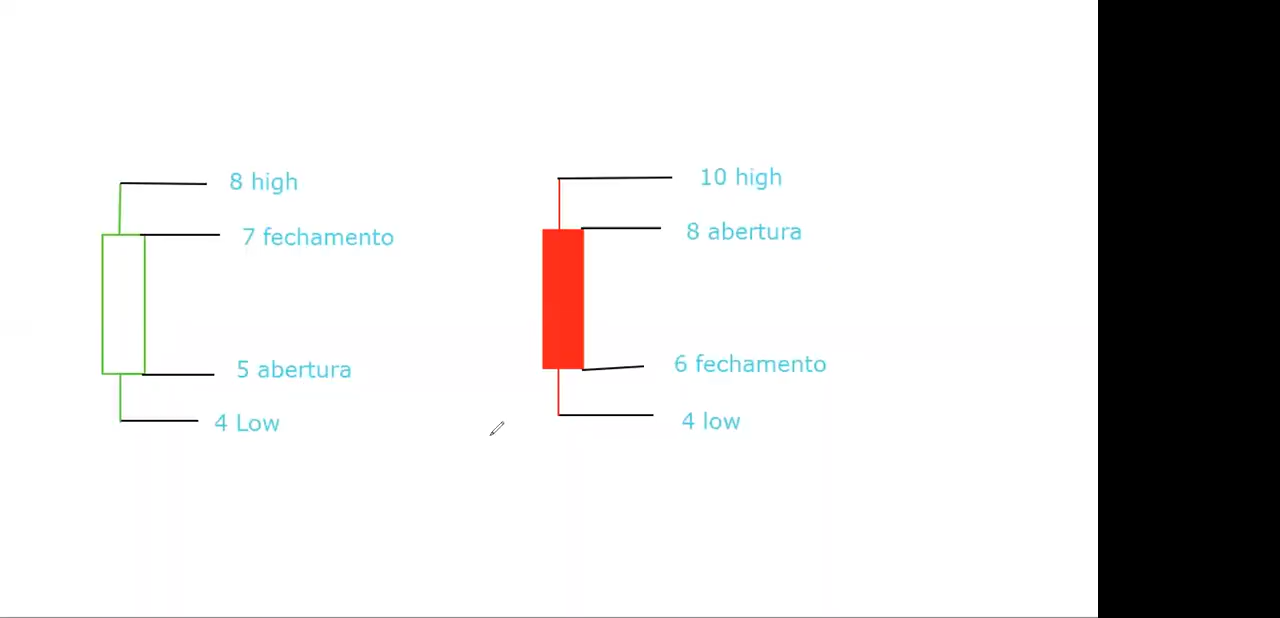 8 high
7 fechamento
5 abertura
4 Low
10 high
8 abertura
6 fechamento
4 low